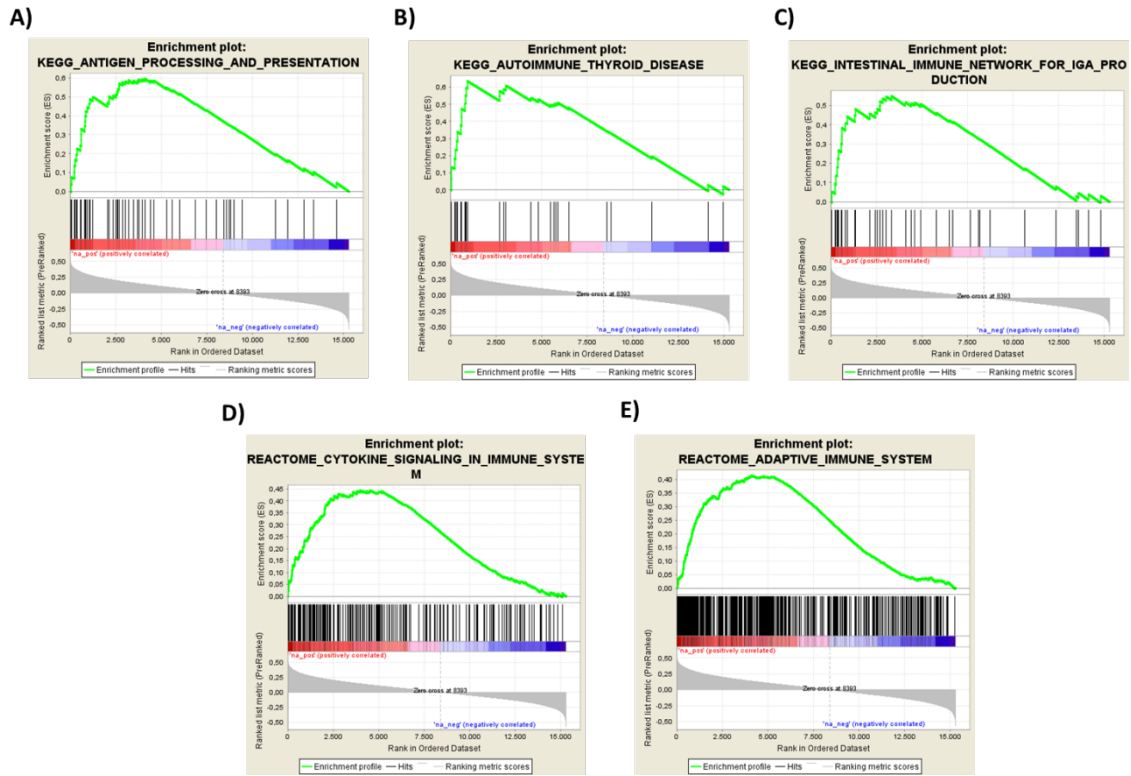 A)
Enrichment plot:
KEGG_ANTIGEN_PROCESSING_AND_PRESENTATION
Enrichment score (ES)
0,6
0,5
0,4
0,3
0,2
0,1
0,0
'na_pos' (positively correlated)
Ranked list metric (PreRanked)
0,50
0,25
0,00
-0,25
-0,50
Zero cross at 8393
'na_neg' (negatively correlated)
0 2.500 5.000 7.500 10.000 12.500 15.000
Rank in Ordered Dataset
Enrichment profile Hits Ranking metric scores
B)
Enrichment plot:
KEGG_AUTOIMMUNE_THYROID_DISEASE
Enrichment score (ES)
0,6
0,5
0,4
0,3
0,2
0,1
0,0
'na_pos' (positively correlated)
Ranked list metric (PreRanked)
0,50
0,25
0,00
-0,25
-0,50
Zero cross at 8393
'na_neg' (negatively correlated)
0 2.500 5.000 7.500 10.000 12.500 15.000
Rank in Ordered Dataset
Enrichment profile Hits Ranking metric scores
C)
Enrichment plot:
KEGG_INTESTINAL_IMMUNE_NETWORK_FOR_IGA_PRO
DUCTION
Enrichment score (ES)
0,5
0,4
0,3
0,2
0,1
0,0
'na_pos' (positively correlated)
Ranked list metric (PreRanked)
0,50
0,25
0,00
-0,25
-0,50
Zero cross at 8393
'na_neg' (negatively correlated)
0 2.500 5.000 7.500 10.000 12.500 15.000
Rank in Ordered Dataset
Enrichment profile Hits Ranking metric scores
D)
Enrichment plot:
REACTOME_CYTOKINE_SIGNALING_IN_IMMUNE_SYSTE
M
Enrichment score (ES)
0,45
0,40
0,35
0,30
0,25
0,20
0,15
0,10
0,05
0,00
'na_pos' (positively correlated)
Ranked list metric (PreRanked)
0,50
0,25
0,00
-0,25
-0,50
Zero cross at 8393
'na_neg' (negatively correlated)
0 2.500 5.000 7.500 10.000 12.500 15.000
Rank in Ordered Dataset
Enrichment profile Hits Ranking metric scores
E)
Enrichment plot:
REACTOME_ADAPTIVE_IMMUNE_SYSTEM
Enrichment score (ES)
0,40
0,35
0,30
0,25
0,20
0,15
0,10
0,05
0,00
'na_pos' (positively correlated)
Ranked list metric (PreRanked)
0,50
0,25
0,00
-0,25
-0,50
Zero cross at 8393
'na_neg' (negatively correlated)
0 2.500 5.000 7.500 10.000 12.500 15.000
Rank in Ordered Dataset
Enrichment profile Hits Ranking metric scores